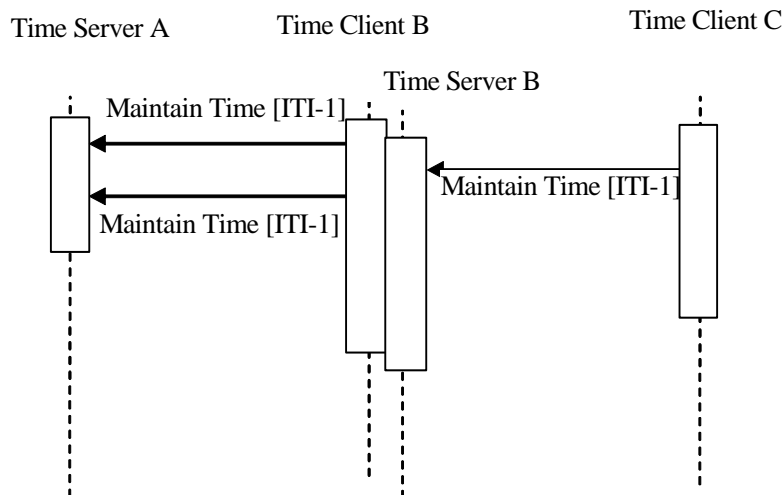 Time Server A
Time Client B
Time Client C
Time Server B
Maintain Time [ITI-1]
Maintain Time [ITI-1]
Maintain Time [ITI-1]